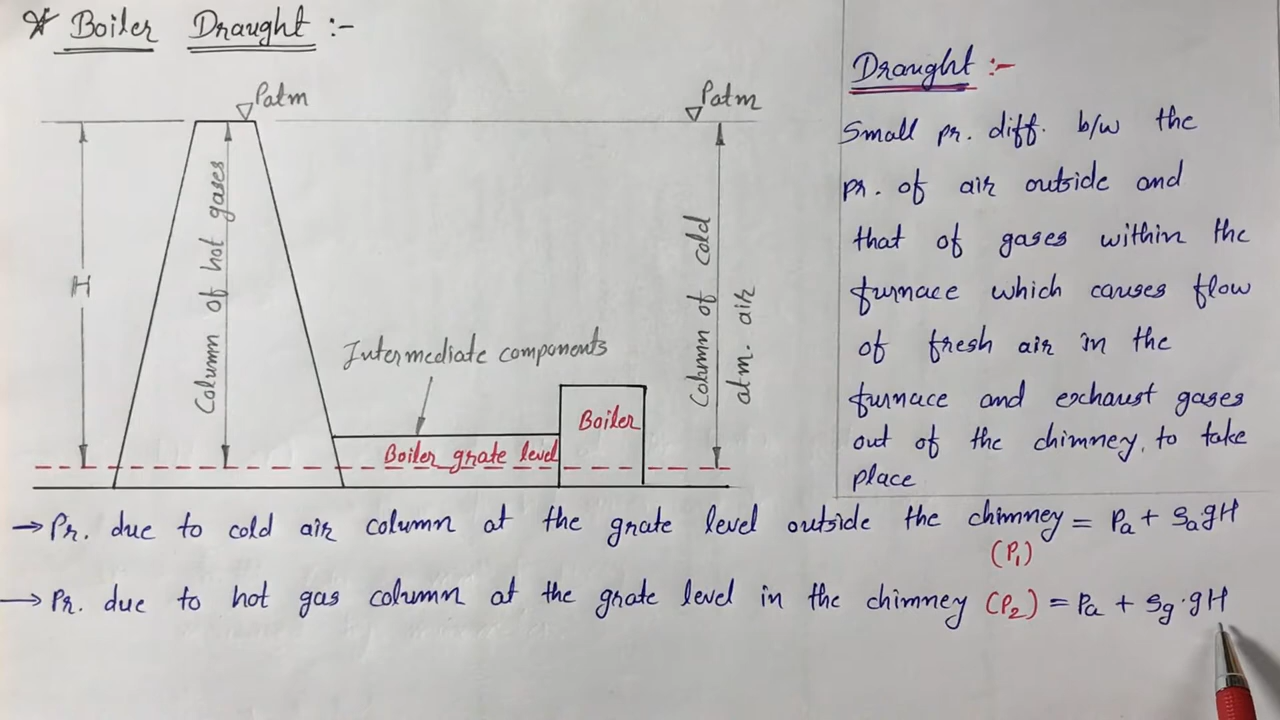 * Boiler Draught :-
Patm
Patm
H
Column of hot gases
Column of cold
atm. air
Intermediate components
Boiler
Boiler grate level
Draught :-
Small pr. diff. b/w the
pr. of air outside and
that of gases within the
furnace which causes flow
of fresh air in the
furnace and exhaust gases
out of the chimney, to take
place
→ Pr. due to cold air column at the grate level outside the chimney = Pa + ρagH
(P₁)
→ Pr. due to hot gas column at the grate level in the chimney (P₂) = Pa + ρg·gH